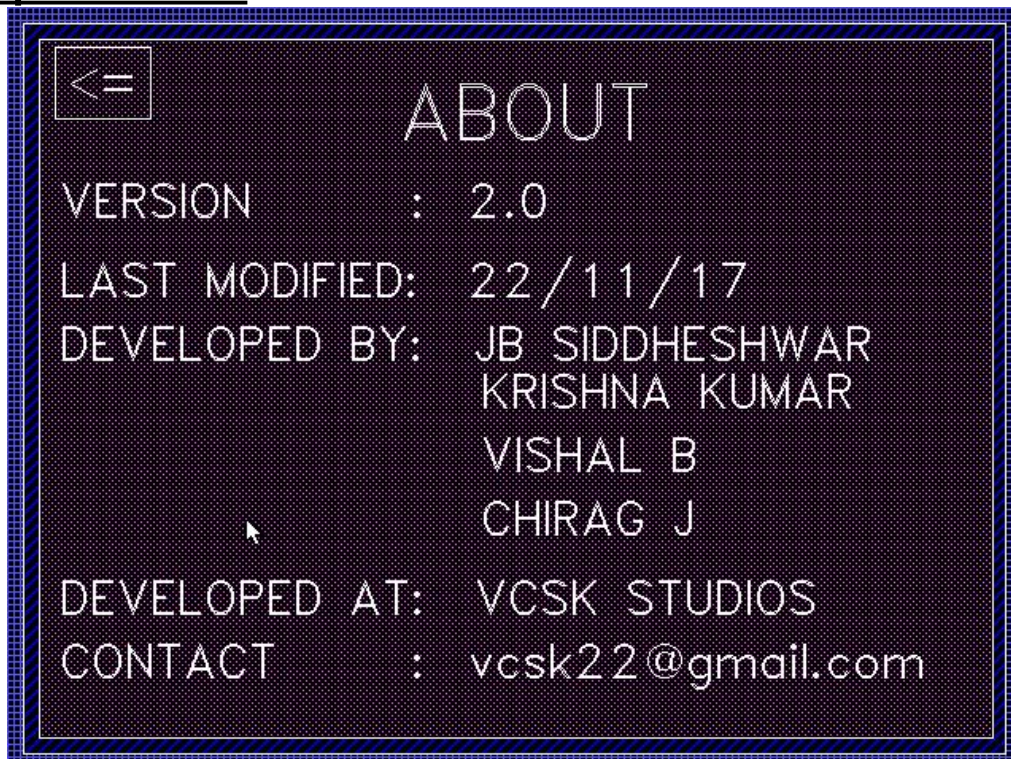 <=
ABOUT
VERSION : 2.0
LAST MODIFIED: 22/11/17
DEVELOPED BY: JB SIDDHESHWAR
KRISHNA KUMAR
VISHAL B
CHIRAG J
DEVELOPED AT: VCSK STUDIOS
CONTACT : vcsk22@gmail.com